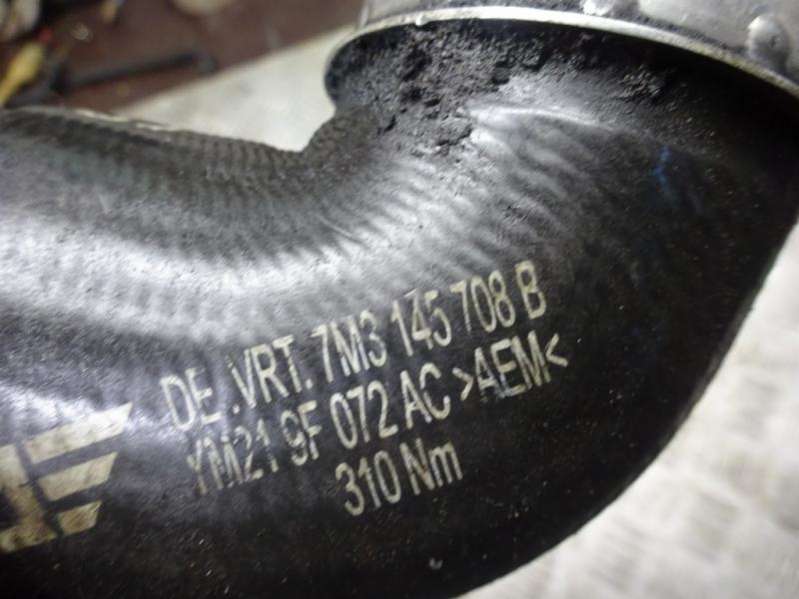 DE .VRT. 7M3 145 708 B
YM21 9F 072 AC >AEM<
310 Nm